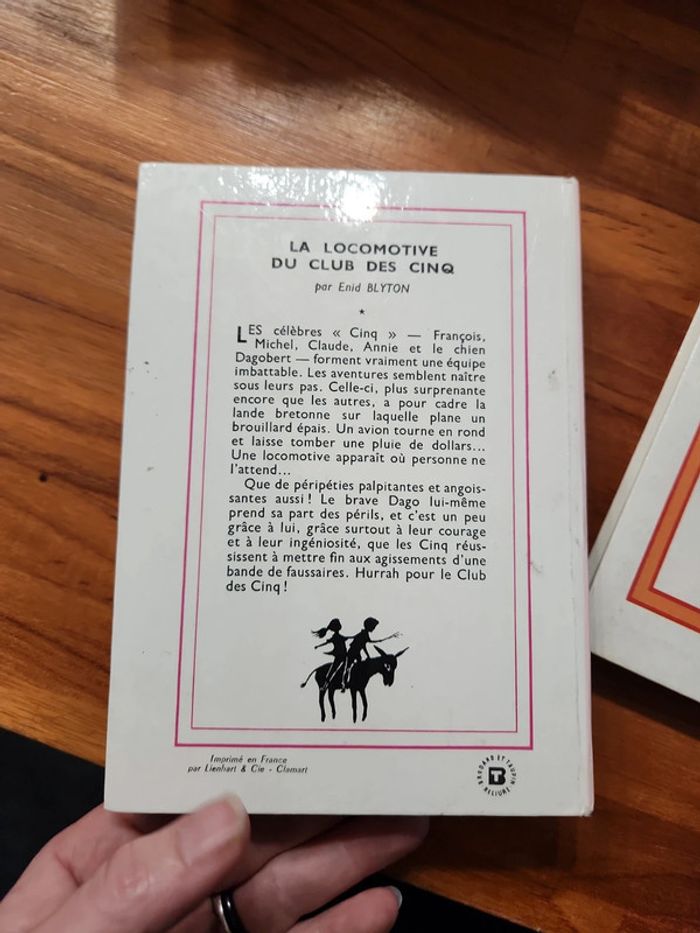 LA LOCOMOTIVE
DU CLUB DES CINQ
par Enid BLYTON
*
LES célèbres « Cinq » — François,
Michel, Claude, Annie et le chien
Dagobert — forment vraiment une équipe
imbattable. Les aventures semblent naître
sous leurs pas. Celle-ci, plus surprenante
encore que les autres, a pour cadre la
lande bretonne sur laquelle plane un
brouillard épais. Un avion tourne en rond
et laisse tomber une pluie de dollars...
Une locomotive apparaît où personne ne
l'attend...
Que de péripéties palpitantes et angois-
santes aussi ! Le brave Dago lui-même
prend sa part des périls, et c'est un peu
grâce à lui, grâce surtout à leur courage
et à leur ingéniosité, que les Cinq réus-
sissent à mettre fin aux agissements d'une
bande de faussaires. Hurrah pour le Club
des Cinq !
Imprimé en France
par Lienhart & Cie - Clamart
BRODARD ET TAUPIN
RELIURE
BT